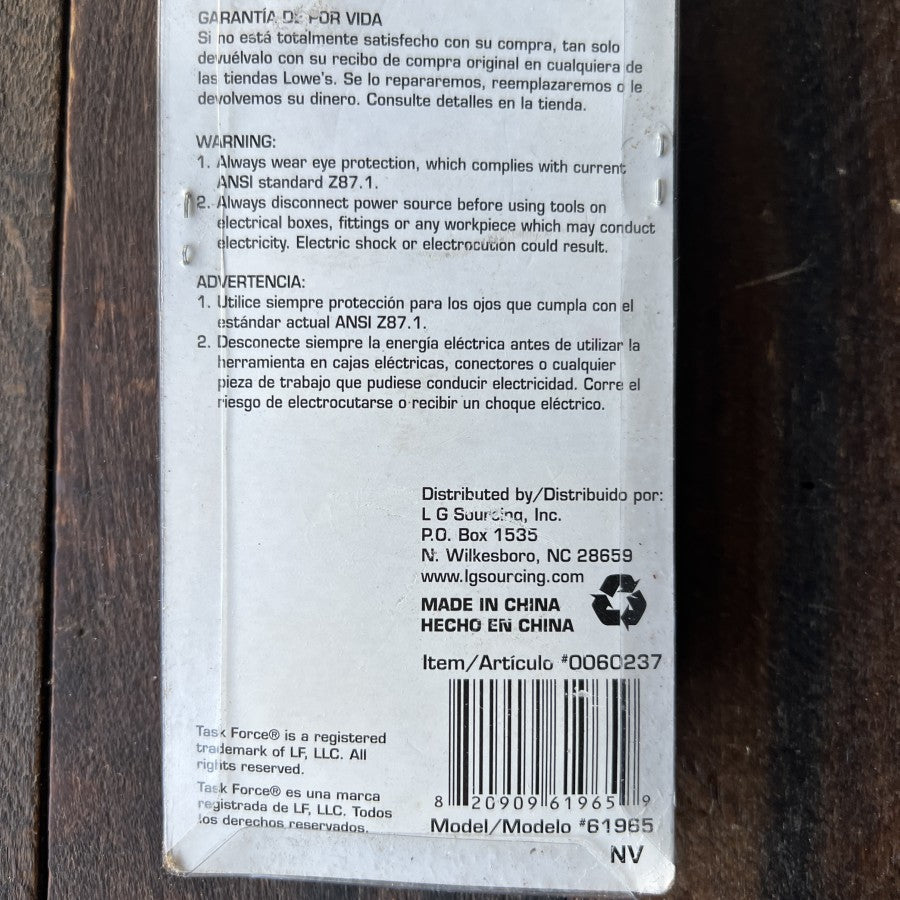 GARANTÍA DE POR VIDA
Si no está totalmente satisfecho con su compra, tan solo
devuélvalo con su recibo de compra original en cualquiera de
las tiendas Lowe's. Se lo repararemos, reemplazaremos o le
devolvemos su dinero. Consulte detalles en la tienda.
WARNING:
1. Always wear eye protection, which complies with current
ANSI standard Z87.1.
2. Always disconnect power source before using tools on
electrical boxes, fittings or any workpiece which may conduct
electricity. Electric shock or electrocution could result.
ADVERTENCIA:
1. Utilice siempre protección para los ojos que cumpla con el
estándar actual ANSI Z87.1.
2. Desconecte siempre la energía eléctrica antes de utilizar la
herramienta en cajas eléctricas, conectores o cualquier
pieza de trabajo que pudiese conducir electricidad. Corre el
riesgo de electrocutarse o recibir un choque eléctrico.
Distributed by/Distribuido por:
L G Sourcing, Inc.
P.O. Box 1535
N. Wilkesboro, NC 28659
www.lgsourcing.com
MADE IN CHINA
HECHO EN CHINA
Item/Artículo #0060237
8 20909 61965 9
Model/Modelo #61965
NV
Task Force® is a registered
trademark of LF, LLC. All
rights reserved.
Task Force® es una marca
registrada de LF, LLC. Todos
los derechos reservados.